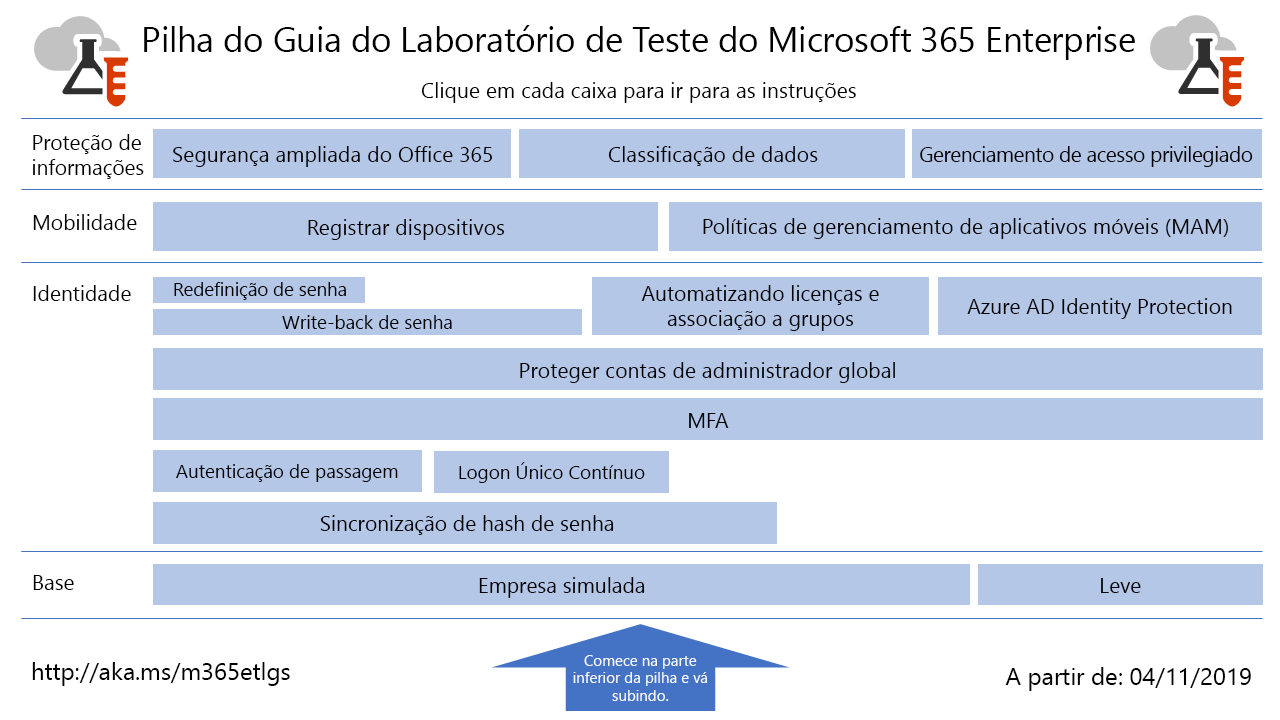 Pilha do Guia do Laboratório de Teste do Microsoft 365 Enterprise
Clique em cada caixa para ir para as instruções
Proteção de
informações
Segurança ampliada do Office 365
Classificação de dados
Gerenciamento de acesso privilegiado
Mobilidade
Registrar dispositivos
Políticas de gerenciamento de aplicativos móveis (MAM)
Identidade
Redefinição de senha
Write-back de senha
Automatizando licenças e
associação a grupos
Azure AD Identity Protection
Proteger contas de administrador global
MFA
Autenticação de passagem
Logon Único Contínuo
Sincronização de hash de senha
Base
Empresa simulada
Leve
Comece na parte
inferior da pilha e vá
subindo.
http://aka.ms/m365etlgs
A partir de: 04/11/2019